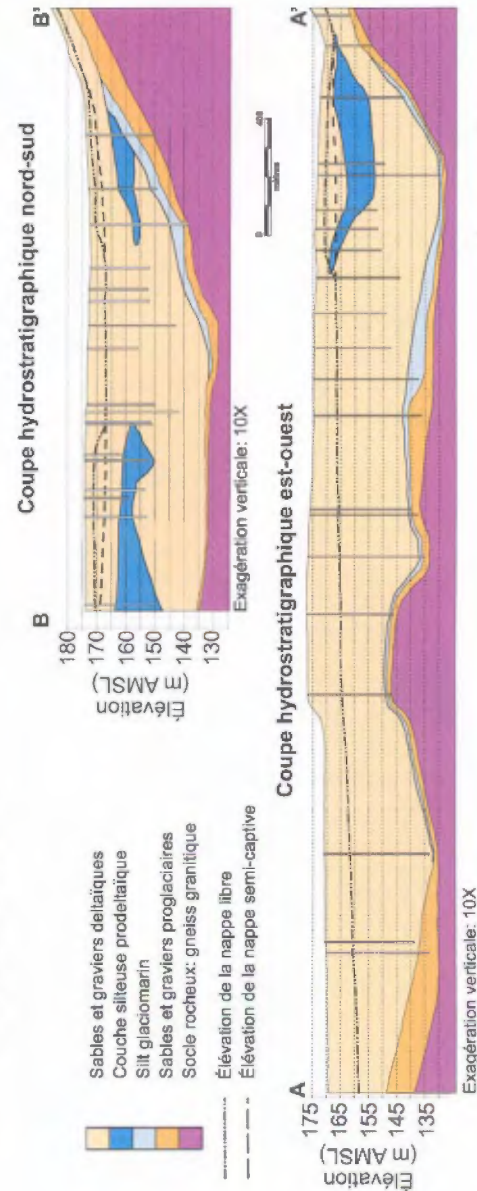 Sables et graviers deltaïques
Couche silteuse prodeltaïque
Silt glaciomarin
Sables et graviers proglaciaires
Socle rocheux: gneiss granitique
Élévation de la nappe libre
Élévation de la nappe semi-captive
Coupe hydrostratigraphique nord-sud
B
B'
180
170
160
150
140
130
Élévation
(m AMSL)
Exagération verticale: 10X
0
400
mètres
Coupe hydrostratigraphique est-ouest
A
A'
175
165
155
145
135
Élévation
(m AMSL)
Exagération verticale: 10X